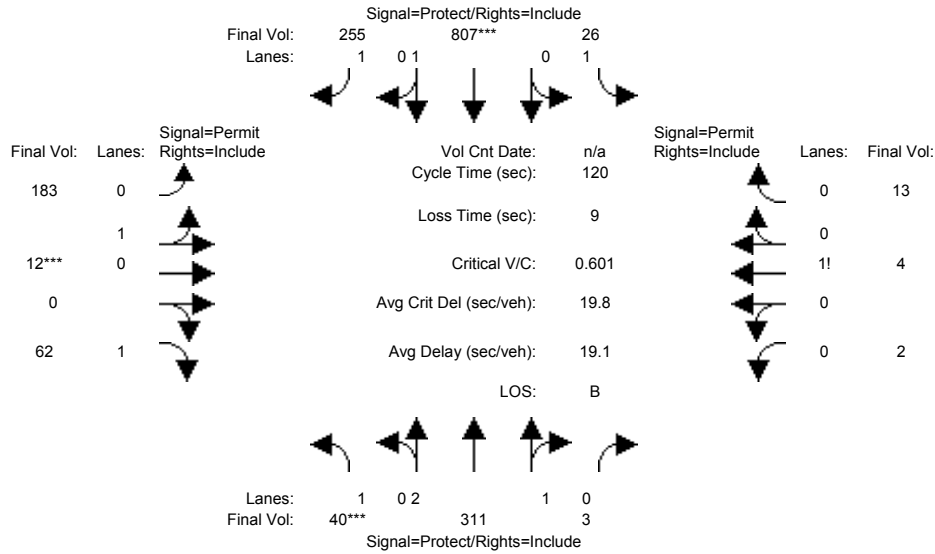 Signal=Protect/Rights=Include
Final Vol: 255 807*** 26
Lanes: 1 0 1 0 1
Signal=Permit Signal=Permit
Final Vol: Lanes: Rights=Include Vol Cnt Date: n/a Rights=Include Lanes: Final Vol:
Cycle Time (sec): 120
183 0 0 13
Loss Time (sec): 9
1 0
12*** 0 Critical V/C: 0.601 1! 4
0 Avg Crit Del (sec/veh): 19.8 0
62 1 Avg Delay (sec/veh): 19.1 0 2
LOS: B
Lanes: 1 0 2 1 0
Final Vol: 40*** 311 3
Signal=Protect/Rights=Include